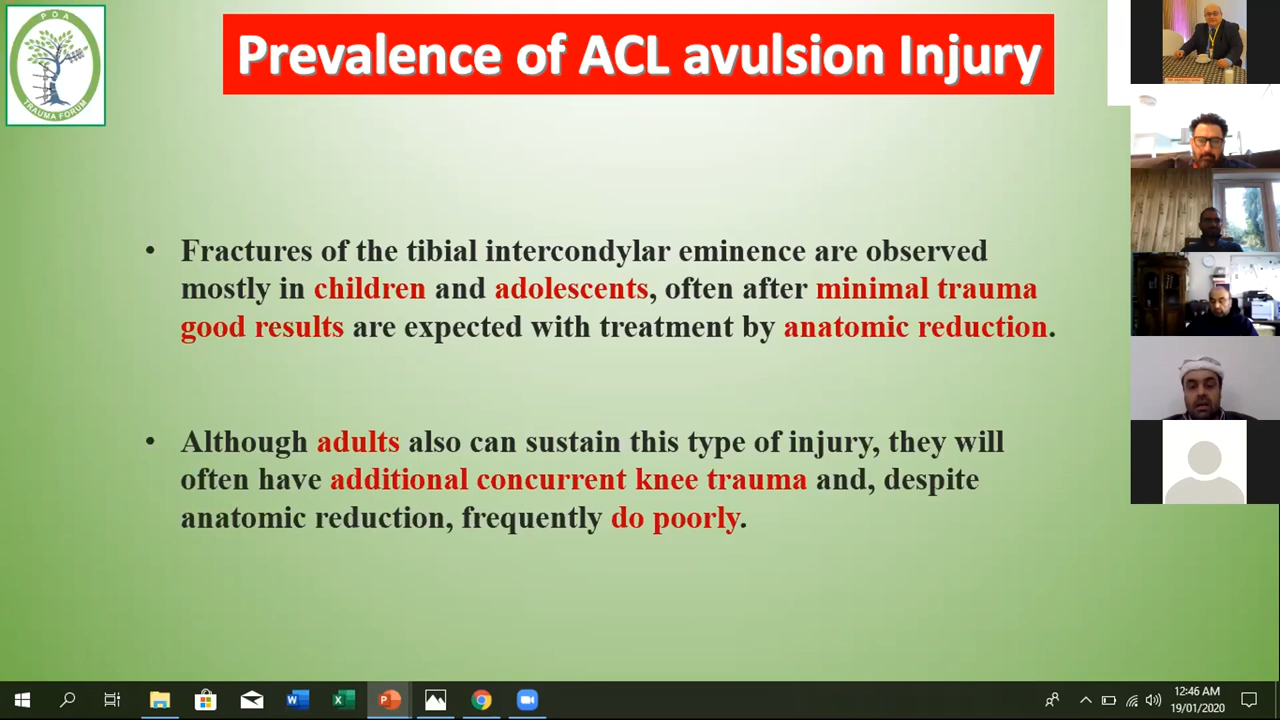 POA
TRAUMA FORUM
Prevalence of ACL avulsion Injury
• Fractures of the tibial intercondylar eminence are observed
mostly in children and adolescents, often after minimal trauma
good results are expected with treatment by anatomic reduction.
• Although adults also can sustain this type of injury, they will
often have additional concurrent knee trauma and, despite
anatomic reduction, frequently do poorly.
12:46 AM
19/01/2020